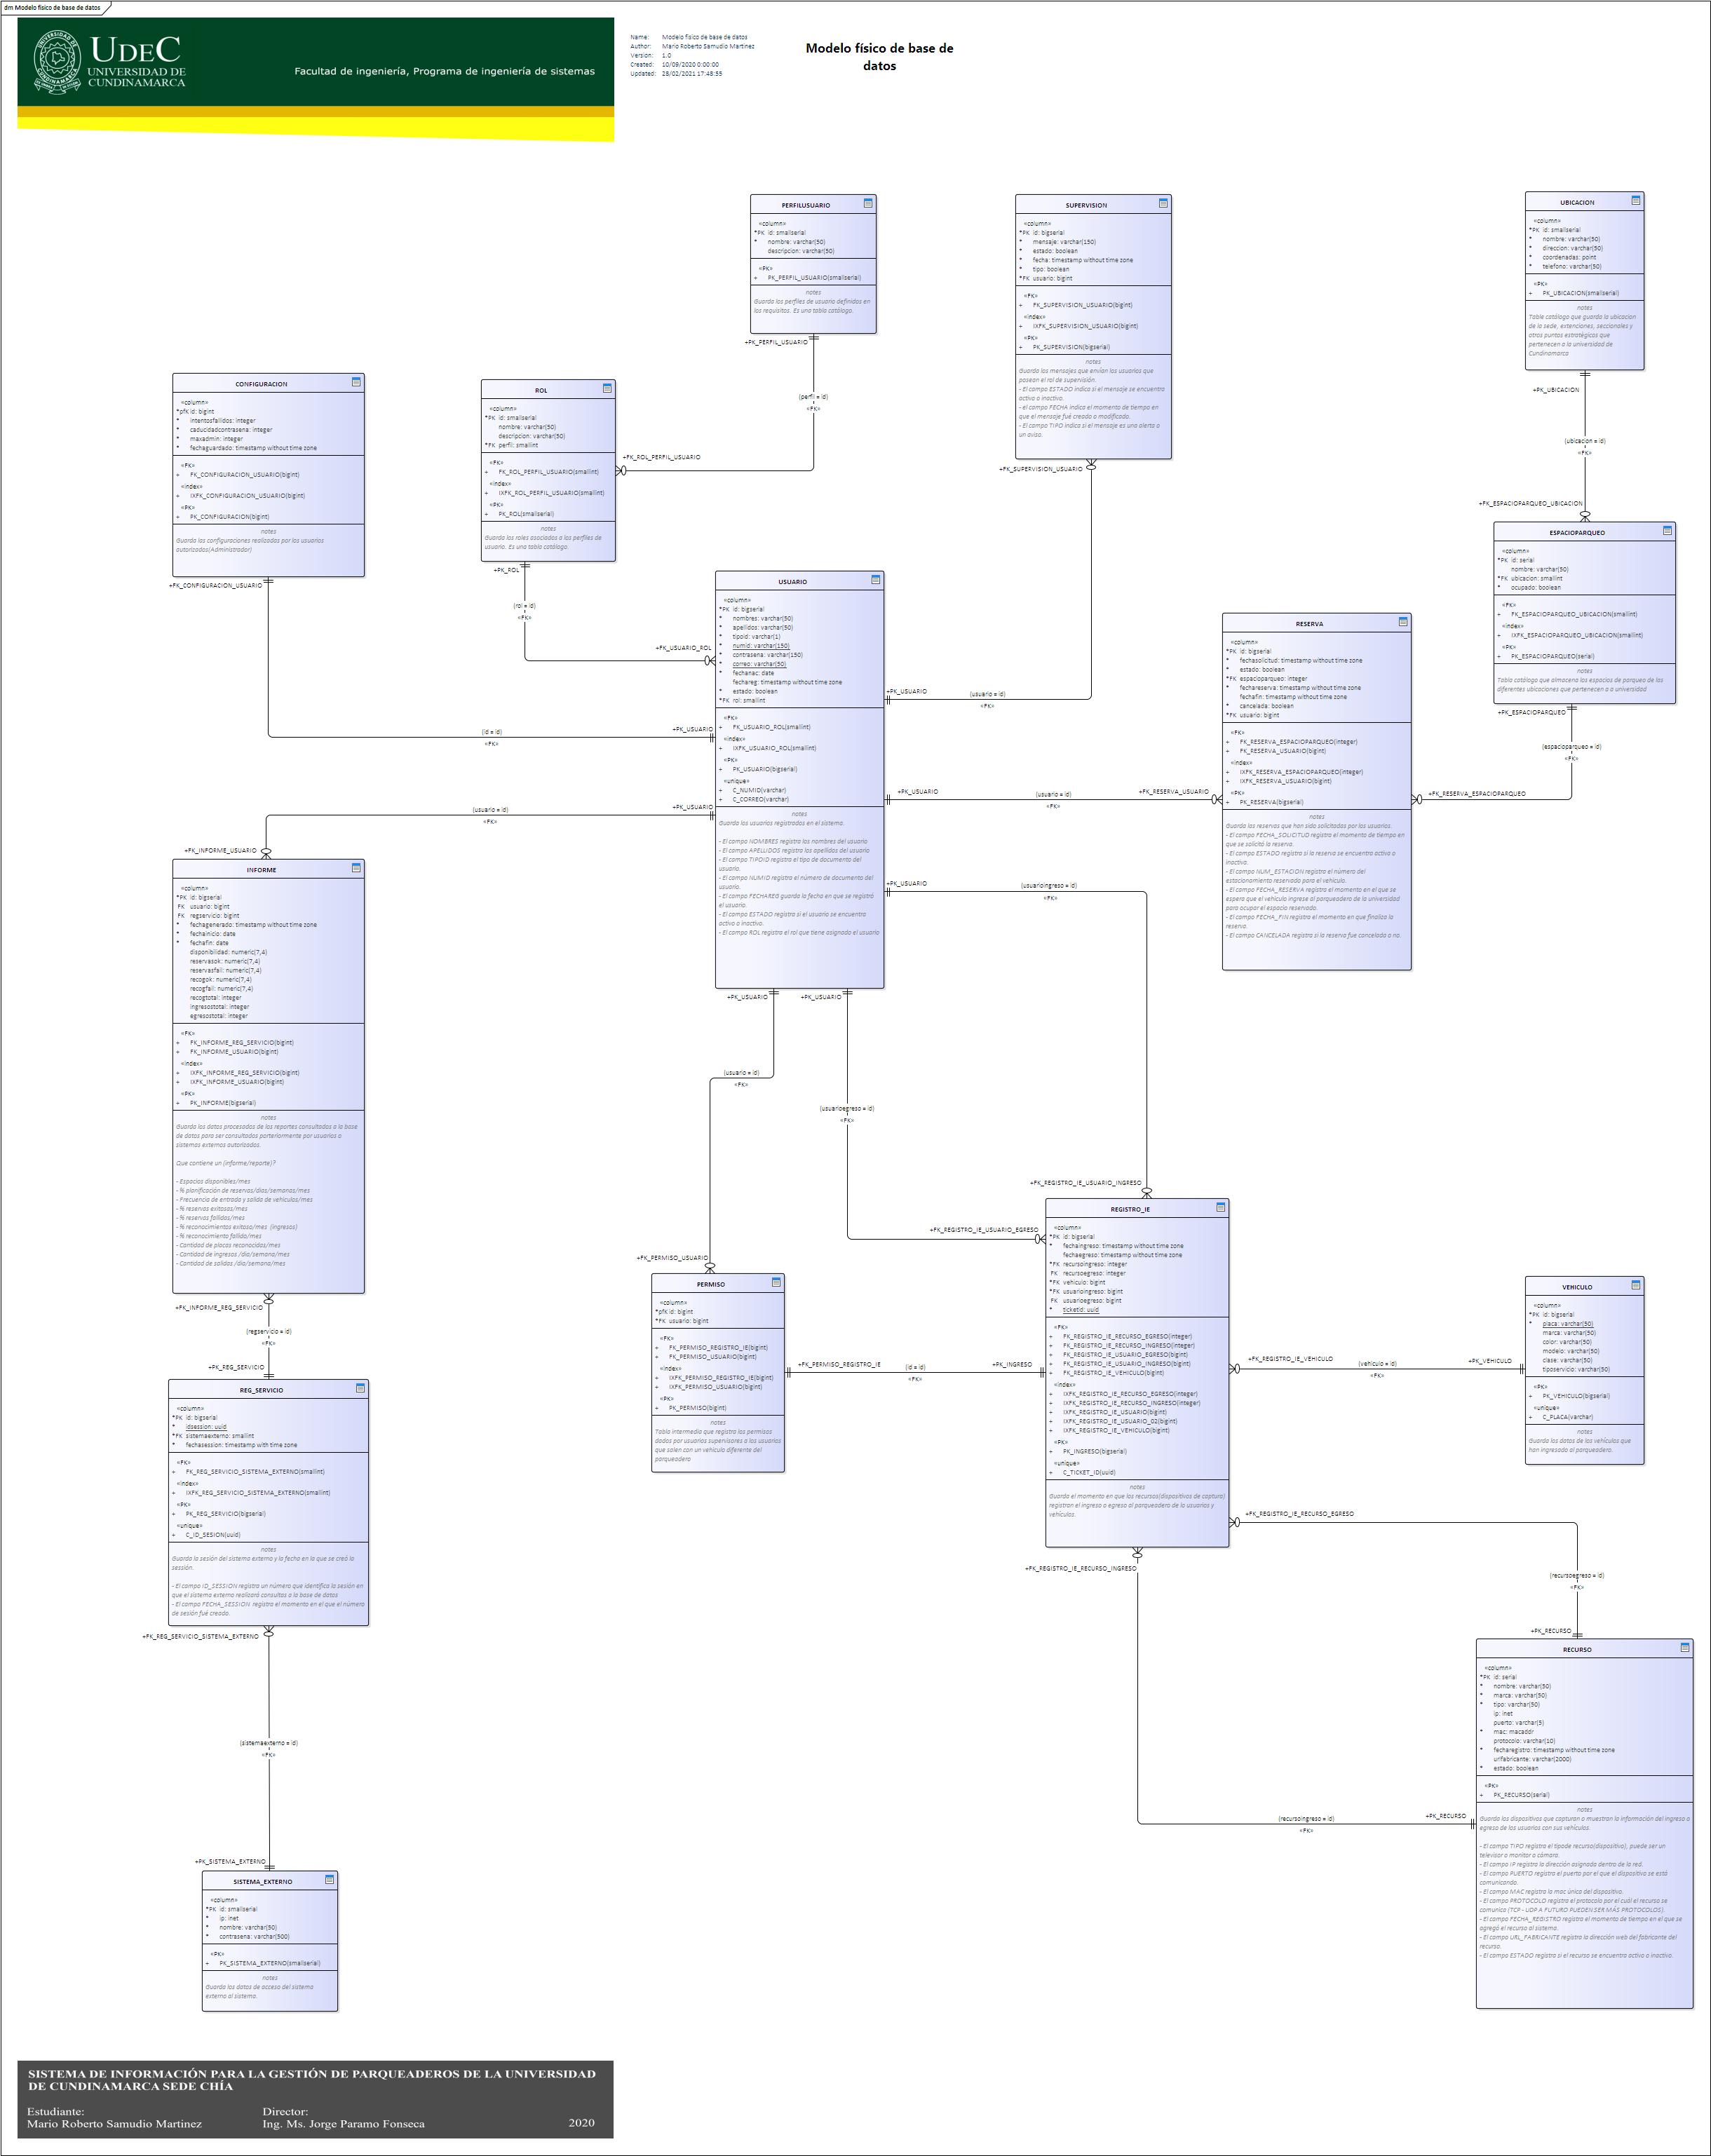 dm Modelo fisico de base de datos
UDEC
UNIVERSIDAD DE
CUNDINAMARCA
Facultad de ingeniería, Programa de ingeniería de sistemas
Name: Modelo fisico de base de datos
Author: Mario Roberto Samudio Martinez
Version: 1.0
Created: 10/09/2020 0:00:00
Updated: 28/02/2021 17:48:55
Modelo físico de base de
datos
PERFILUSUARIO
«column»
*PK id: smallserial
* nombre: varchar(50)
descripcion: varchar(50)
«PK»
+ PK_PERFIL_USUARIO(smallserial)
notes
Guarda los perfiles de usuario definidos en
los requisitos. Es una tabla catálogo.
+PK_PERFIL_USUARIO
(perfil = id)
«FK»
+FK_ROL_PERFIL_USUARIO
SUPERVISION
«column»
*PK id: bigserial
* mensaje: varchar(150)
* estado: boolean
* fecha: timestamp without time zone
* tipo: boolean
*FK usuario: bigint
«FK»
+ FK_SUPERVISION_USUARIO(bigint)
«index»
+ IXFK_SUPERVISION_USUARIO(bigint)
«PK»
+ PK_SUPERVISION(bigserial)
notes
Guarda los mensajes que envían los usuarios que
posean el rol de supervisión.
- El campo ESTADO indica si el mensaje se encuentra
activo o inactivo.
- el campo FECHA indica el momento de tiempo en
que el mensaje fué creado o modificado.
- El campo TIPO indica si el mensaje es una alerta o
un aviso.
+FK_SUPERVISION_USUARIO
UBICACION
«column»
*PK id: smallserial
* nombre: varchar(50)
* direccion: varchar(50)
* coordenadas: point
* telefono: varchar(50)
«PK»
+ PK_UBICACION(smallserial)
notes
Table catálogo que guarda la ubicacion
de la sede, extenciones, seccionales y
otros puntos estratégicos que
pertenecen a la universidad de
Cundinamarca
+PK_UBICACION
(ubicacion = id)
«FK»
+FK_ESPACIOPARQUEO_UBICACION
CONFIGURACION
«column»
*pfK id: bigint
* intentosfallidos: integer
* caducidadcontrasena: integer
* maxadmin: integer
* fechaguardado: timestamp without time zone
«FK»
+ FK_CONFIGURACION_USUARIO(bigint)
«index»
+ IXFK_CONFIGURACION_USUARIO(bigint)
«PK»
+ PK_CONFIGURACION(bigint)
notes
Guarda las configuraciones realizadas por los usuarios
autorizados(Administrador)
+FK_CONFIGURACION_USUARIO
(id = id)
«FK»
+PK_USUARIO
ROL
«column»
*PK id: smallserial
nombre: varchar(50)
descripcion: varchar(50)
*FK perfil: smallint
«FK»
+ FK_ROL_PERFIL_USUARIO(smallint)
«index»
+ IXFK_ROL_PERFIL_USUARIO(smallint)
«PK»
+ PK_ROL(smallserial)
notes
Guarda los roles asociados a los perfiles de
usuario. Es una tabla catálogo.
+PK_ROL
(rol = id)
«FK»
+FK_USUARIO_ROL
USUARIO
«column»
*PK id: bigserial
* nombres: varchar(50)
* apellidos: varchar(50)
* tipoid: varchar(1)
* numid: varchar(150)
* contrasena: varchar(150)
* correo: varchar(50)
* fechanac: date
fechareg: timestamp without time zone
* estado: boolean
*FK rol: smallint
«FK»
+ FK_USUARIO_ROL(smallint)
«index»
+ IXFK_USUARIO_ROL(smallint)
«PK»
+ PK_USUARIO(bigserial)
«unique»
+ C_NUMID(varchar)
+ C_CORREO(varchar)
notes
Guarda los usuarios registrados en el sistema.
- El campo NOMBRES registra los nombres del usuario
- El campo APELLIDOS registra los apellidos del usuario
- El campo TIPOID registra el tipo de documento del
usuario.
- El campo NUMID registra el número de documento del
usuario.
- El campo FECHAREG guarda la fecha en que se registró
el usuario.
- El campo ESTADO registra si el usuario se encuentra
activo o inactivo.
- El campo ROL registra el rol que tiene asignado el usuario
+PK_USUARIO
(usuario = id)
«FK»
ESPACIOPARQUEO
«column»
*PK id: serial
nombre: varchar(50)
*FK ubicacion: smallint
* ocupado: boolean
«FK»
+ FK_ESPACIOPARQUEO_UBICACION(smallint)
«index»
+ IXFK_ESPACIOPARQUEO_UBICACION(smallint)
«PK»
+ PK_ESPACIOPARQUEO(serial)
notes
Tabla catálogo que almacena los espacios de parqueo de las
diferentes ubicaciones que pertenecen a a universidad
+PK_ESPACIOPARQUEO
(espacioparqueo = id)
«FK»
+FK_RESERVA_ESPACIOPARQUEO
RESERVA
«column»
*PK id: bigserial
* fechasolicitud: timestamp without time zone
* estado: boolean
*FK espacioparqueo: integer
* fechareserva: timestamp without time zone
fechafin: timestamp without time zone
* cancelada: boolean
*FK usuario: bigint
«FK»
+ FK_RESERVA_ESPACIOPARQUEO(integer)
+ FK_RESERVA_USUARIO(bigint)
«index»
+ IXFK_RESERVA_ESPACIOPARQUEO(integer)
+ IXFK_RESERVA_USUARIO(bigint)
«PK»
+ PK_RESERVA(bigserial)
notes
Guarda las reservas que han sido solicitadas por los usuarios.
- El campo FECHA_SOLICITUD registra el momento de tiempo en
que se solicitó la reserva.
- El campo ESTADO registra si la reserva se encuentra activa o
inactiva.
- El campo NUM_ESTACION registra el número del
estacionamiento reservado para el vehículo.
- El campo FECHA_RESERVA registra el momento en el que se
espera que el vehículo ingrese al parqueadero de la universidad
para ocupar el espacio reservado.
- El campo FECHA_FIN registra el momento en que finaliza la
reserva.
- El campo CANCELADA registra si la reserva fue cancelada o no.
+PK_USUARIO
(usuario = id)
«FK»
+FK_RESERVA_USUARIO
+PK_USUARIO
(usuario = id)
«FK»
+FK_INFORME_USUARIO
+PK_USUARIO
(usuarioingreso = id)
«FK»
+FK_REGISTRO_IE_USUARIO_INGRESO
INFORME
«column»
*PK id: bigserial
FK usuario: bigint
FK regservicio: bigint
* fechagenerado: timestamp without time zone
* fechainicio: date
* fechafin: date
disponibilidad: numeric(7,4)
reservasok: numeric(7,4)
reservasfail: numeric(7,4)
recogok: numeric(7,4)
recogfail: numeric(7,4)
recogtotal: integer
ingresostotal: integer
egresostotal: integer
«FK»
+ FK_INFORME_REG_SERVICIO(bigint)
+ FK_INFORME_USUARIO(bigint)
«index»
+ IXFK_INFORME_REG_SERVICIO(bigint)
+ IXFK_INFORME_USUARIO(bigint)
«PK»
+ PK_INFORME(bigserial)
notes
Guarda los datos procesados de los reportes consultados a la base
de datos para ser consultados porteriormente por usuarios o
sistemas externos autorizados.
Que contiene un (informe/reporte)?
- Espacios disponibles/mes
- % planificación de reservas/dias/semanas/mes
- Frecuencia de entrada y salida de vehículos/mes
- % reservas exitosas/mes
- % reservas fallidas/mes
- % reconocimientos exitoso/mes (ingresos)
- % reconocimiento fallido/mes
- Cantidad de placas reconocidas/mes
- Cantidad de ingresos /dia/semana/mes
- Cantidad de salidas /dia/semana/mes
+FK_INFORME_REG_SERVICIO
(regservicio = id)
«FK»
+PK_REG_SERVICIO
+PK_USUARIO
(usuario = id)
«FK»
+FK_PERMISO_USUARIO
+PK_USUARIO
(usuarioegreso = id)
«FK»
+FK_REGISTRO_IE_USUARIO_EGRESO
PERMISO
«column»
*pfK id: bigint
*FK usuario: bigint
«FK»
+ FK_PERMISO_REGISTRO_IE(bigint)
+ FK_PERMISO_USUARIO(bigint)
«index»
+ IXFK_PERMISO_REGISTRO_IE(bigint)
+ IXFK_PERMISO_USUARIO(bigint)
«PK»
+ PK_PERMISO(bigint)
notes
Tabla intermedia que registra los permisos
dados por usuarios supervisores a los usuarios
que salen con un vehículo diferente del
parqueadero
+FK_PERMISO_REGISTRO_IE
(id = id)
«FK»
+PK_INGRESO
REGISTRO_IE
«column»
*PK id: bigserial
* fechaingreso: timestamp without time zone
fechaegreso: timestamp without time zone
*FK recursoingreso: integer
FK recursoegreso: integer
*FK vehiculo: bigint
*FK usuarioingreso: bigint
FK usuarioegreso: bigint
* ticketid: uuid
«FK»
+ FK_REGISTRO_IE_RECURSO_EGRESO(integer)
+ FK_REGISTRO_IE_RECURSO_INGRESO(integer)
+ FK_REGISTRO_IE_USUARIO_EGRESO(bigint)
+ FK_REGISTRO_IE_USUARIO_INGRESO(bigint)
+ FK_REGISTRO_IE_VEHICULO(bigint)
«index»
+ IXFK_REGISTRO_IE_RECURSO_EGRESO(integer)
+ IXFK_REGISTRO_IE_RECURSO_INGRESO(integer)
+ IXFK_REGISTRO_IE_USUARIO(bigint)
+ IXFK_REGISTRO_IE_USUARIO_02(bigint)
+ IXFK_REGISTRO_IE_VEHICULO(bigint)
«PK»
+ PK_INGRESO(bigserial)
«unique»
+ C_TICKET_ID(uuid)
notes
Guarda el momento en que los recursos(dispositivos de captura)
registran el ingreso o egreso al parqueadero de lo usuarios y
vehículos.
+FK_REGISTRO_IE_VEHICULO
(vehiculo = id)
«FK»
+PK_VEHICULO
VEHICULO
«column»
*PK id: bigserial
* placa: varchar(50)
marca: varchar(50)
color: varchar(50)
modelo: varchar(50)
clase: varchar(50)
tiposervicio: varchar(50)
«PK»
+ PK_VEHICULO(bigserial)
«unique»
+ C_PLACA(varchar)
notes
Guarda los datos de los vehículos que
han ingresado al parqueadero.
REG_SERVICIO
«column»
*PK id: bigserial
* idsession: uuid
*FK sistemaexterno: smallint
* fechasession: timestamp with time zone
«FK»
+ FK_REG_SERVICIO_SISTEMA_EXTERNO(smallint)
«index»
+ IXFK_REG_SERVICIO_SISTEMA_EXTERNO(smallint)
«PK»
+ PK_REG_SERVICIO(bigserial)
«unique»
+ C_ID_SESION(uuid)
notes
Guarda la sesión del sistema externo y la fecha en la que se creó la
sessión.
- El campo ID_SESSION registra un número que identifica la sesión en
que el sistema externo realizará consultas a la base de datos
- El campo FECHA_SESSION registra el momento en el que el número
de sesión fué creado.
+FK_REG_SERVICIO_SISTEMA_EXTERNO
(sistemaexterno = id)
«FK»
+PK_SISTEMA_EXTERNO
+FK_REGISTRO_IE_RECURSO_EGRESO
(recursoegreso = id)
«FK»
+PK_RECURSO
+FK_REGISTRO_IE_RECURSO_INGRESO
(recursoingreso = id)
«FK»
+PK_RECURSO
RECURSO
«column»
*PK id: serial
* nombre: varchar(50)
* marca: varchar(50)
* tipo: varchar(50)
ip: inet
puerto: varchar(5)
* mac: macaddr
protocolo: varchar(10)
* fecharegistro: timestamp without time zone
urlfabricante: varchar(2000)
* estado: boolean
«PK»
+ PK_RECURSO(serial)
notes
Guarda los dispositivos que capturan o muestran la información del ingreso o
egreso de los usuarios con sus vehículos.
- El campo TIPO registra el tipode recurso(dispositivo), puede ser un
televisor o monitor o cámara.
- El campo IP registra la dirección asignada dentro de la red.
- El campo PUERTO registra el puerto por el que el dispositivo se está
comunicando.
- El campo MAC registra la mac única del dispositivo.
- El campo PROTOCOLO registra el protocolo por el cuál el recurso se
comunica (TCP - UDP A FUTURO PUEDEN SER MÁS PROTOCOLOS).
- El campo FECHA_REGISTRO registra el momento de tiempo en el que se
agregó el recurso al sistema.
- El campo URL_FABRICANTE registra la dirección web del fabricante del
recurso.
- El campo ESTADO registra si el recurso se encuentra activo o inactivo.
SISTEMA_EXTERNO
«column»
*PK id: smallserial
* ip: inet
* nombre: varchar(50)
* contrasena: varchar(500)
«PK»
+ PK_SISTEMA_EXTERNO(smallserial)
notes
Guarda los datos de acceso del sistema
externo al sistema.
SISTEMA DE INFORMACIÓN PARA LA GESTIÓN DE PARQUEADEROS DE LA UNIVERSIDAD
DE CUNDINAMARCA SEDE CHÍA
Estudiante:
Mario Roberto Samudio Martinez
Director:
Ing. Ms. Jorge Paramo Fonseca
2020